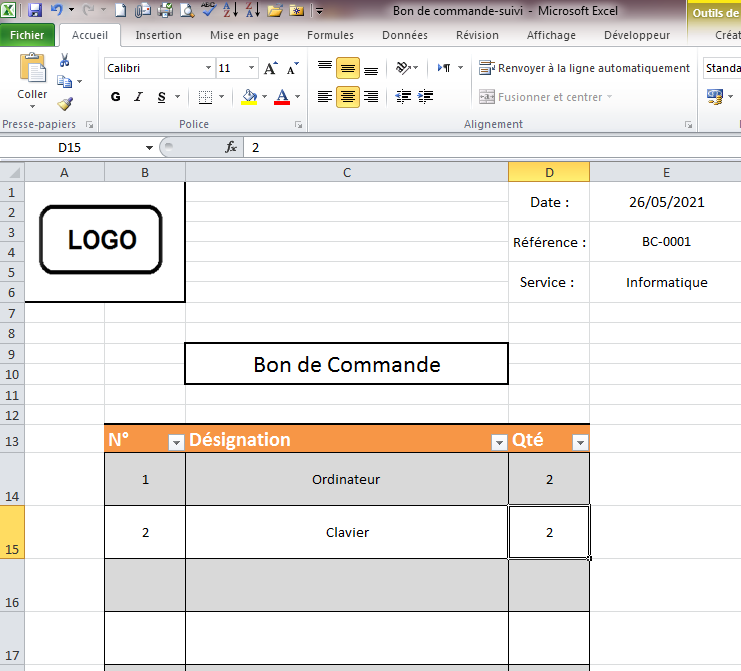 Bon de commande-suivi - Microsoft Excel
Outils de
Fichier Accueil Insertion Mise en page Formules Données Révision Affichage Développeur Créat
Coller
Calibri 11
Renvoyer à la ligne automatiquement
Standa
G I S
Fusionner et centrer
Presse-papiers Police Alignement
D15 fx 2
A B C D E
1 Date : 26/05/2021
2
LOGO
3 Référence : BC-0001
4
5 Service : Informatique
6
7
8
9 Bon de Commande
10
11
12
13 N° Désignation Qté
14 1 Ordinateur 2
15 2 Clavier 2
16
17